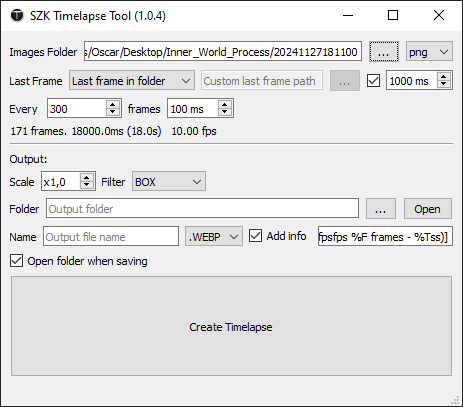 SZK Timelapse Tool (1.0.4)
Images Folder s/Oscar/Desktop/Inner_World_Process/20241127181100 ... png
Last Frame Last frame in folder Custom last frame path ... 1000 ms
Every 300 frames 100 ms
171 frames. 18000.0ms (18.0s) 10.00 fps
Output:
Scale x1,0 Filter BOX
Folder Output folder ... Open
Name Output file name .WEBP Add info fpsfps %F frames - %Tss)]
Open folder when saving
Create Timelapse